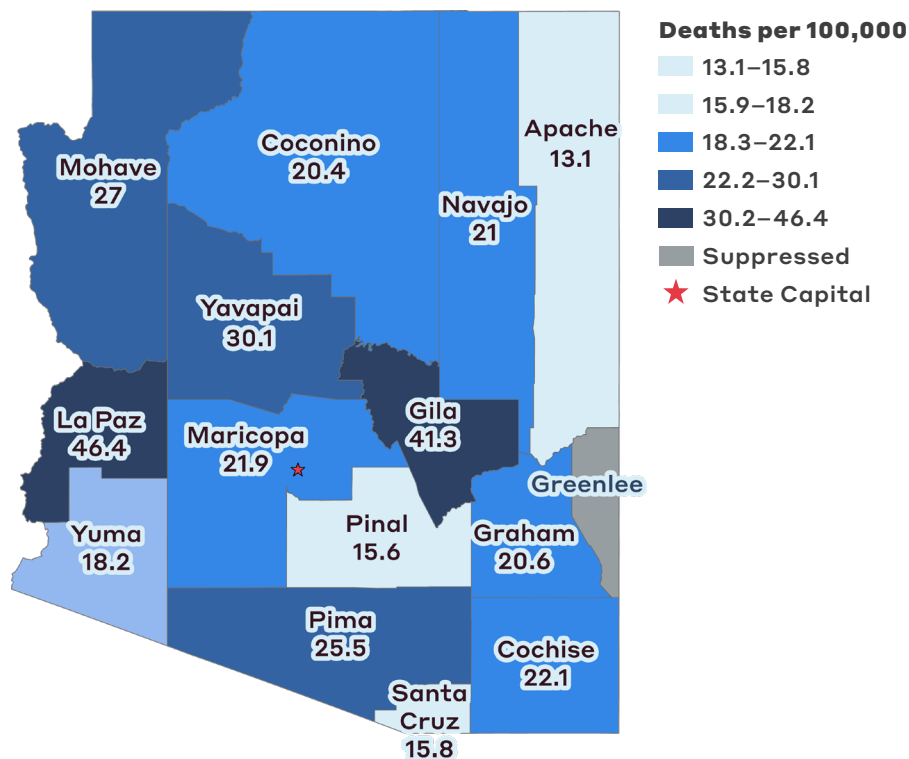 Deaths per 100,000
13.1–15.8
15.9–18.2
18.3–22.1
22.2–30.1
30.2–46.4
Suppressed
State Capital
Apache
13.1
Coconino
20.4
Mohave
27
Navajo
21
Yavapai
30.1
La Paz
46.4
Gila
41.3
Maricopa
21.9
Greenlee
Yuma
18.2
Pinal
15.6
Graham
20.6
Pima
25.5
Cochise
22.1
Santa
Cruz
15.8